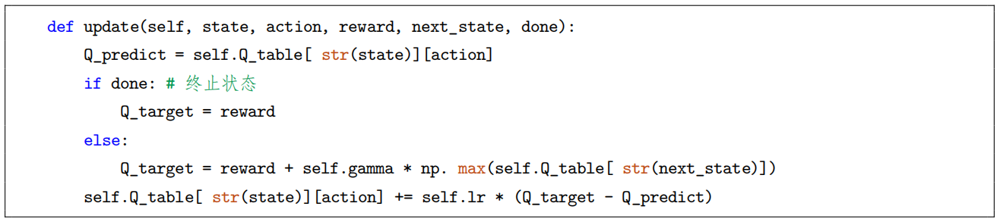 def update(self, state, action, reward, next_state, done):
    Q_predict = self.Q_table[ str(state)][action]
    if done: # 终止状态
        Q_target = reward
    else:
        Q_target = reward + self.gamma * np. max(self.Q_table[ str(next_state)])
    self.Q_table[ str(state)][action] += self.lr * (Q_target - Q_predict)